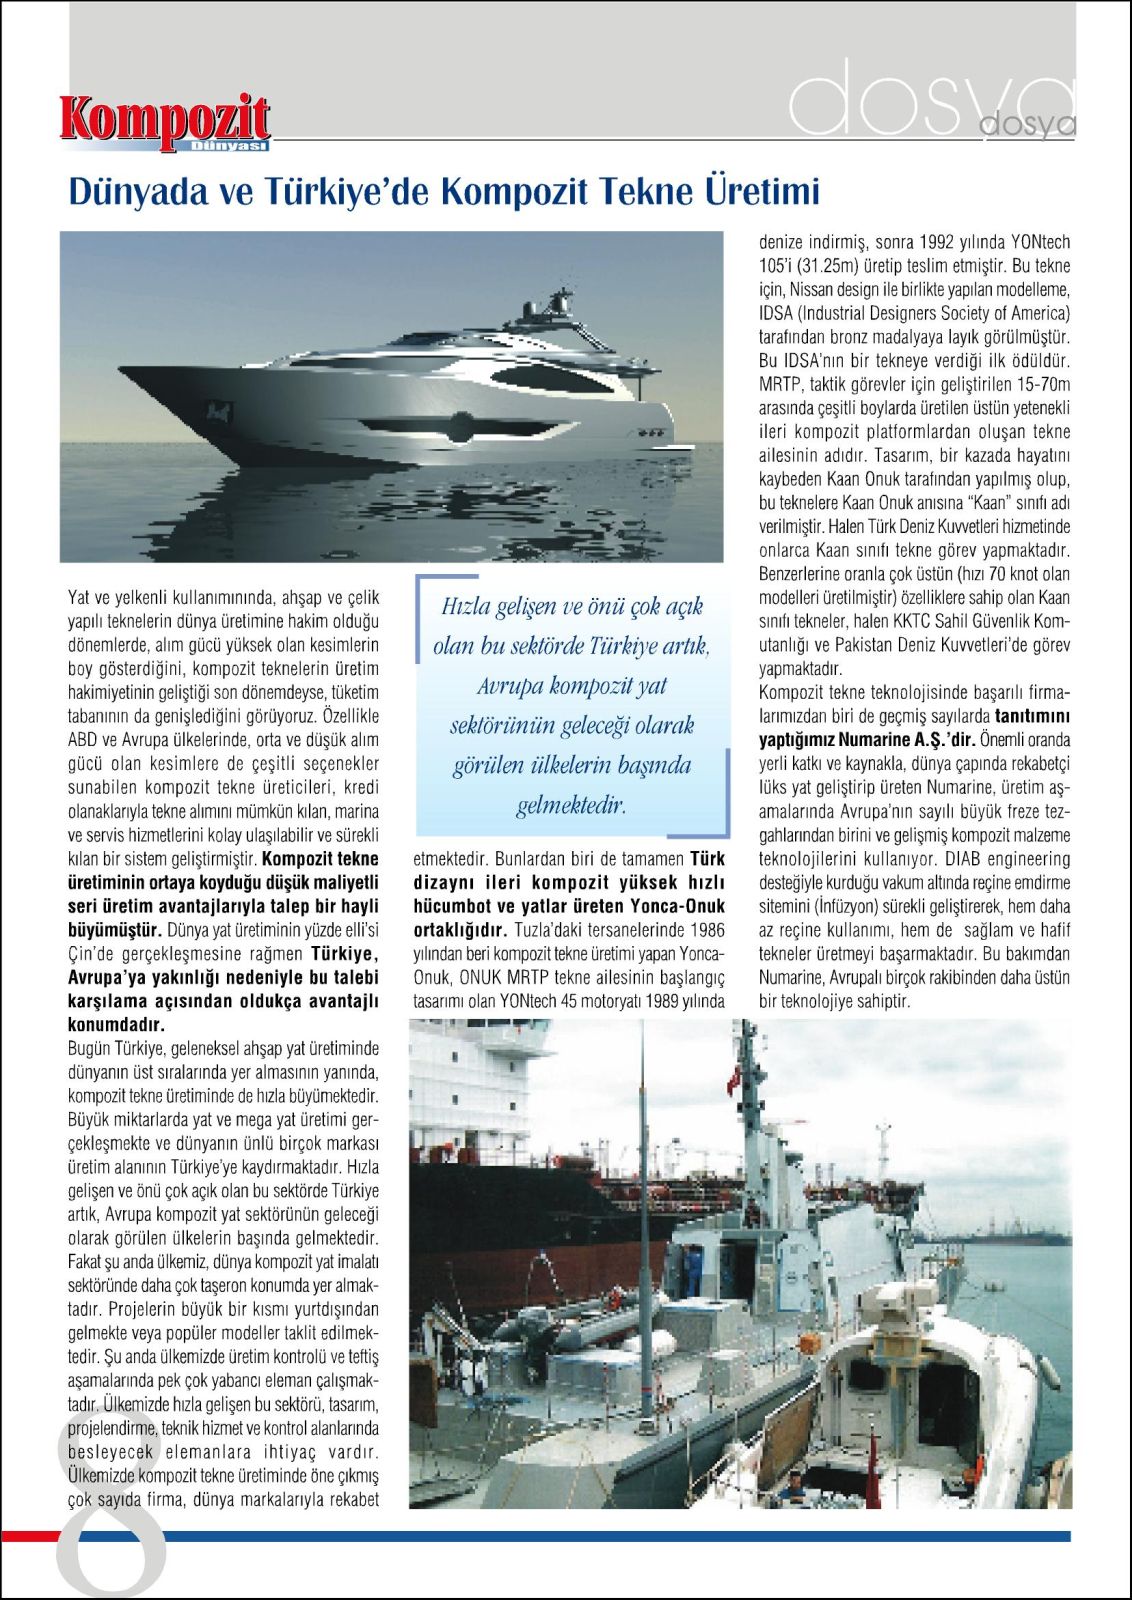 dosya
dosya
Kompozit
Dünyası
Dünyada ve Türkiye’de Kompozit Tekne Üretimi
Yat ve yelkenli kullanımınında, ahşap ve çelik
yapılı teknelerin dünya üretimine hakim olduğu
dönemlerde, alım gücü yüksek olan kesimlerin
boy gösterdiğini, kompozit teknelerin üretim
hakimiyetinin geliştiği son dönemdeyse, tüketim
tabanının da genişlediğini görüyoruz. Özellikle
ABD ve Avrupa ülkelerinde, orta ve düşük alım
gücü olan kesimlere de çeşitli seçenekler
sunabilen kompozit tekne üreticileri, kredi
olanaklarıyla tekne alımını mümkün kılan, marina
ve servis hizmetlerini kolay ulaşılabilir ve sürekli
kılan bir sistem geliştirmiştir. Kompozit tekne
üretiminin ortaya koyduğu düşük maliyetli
seri üretim avantajlarıyla talep bir hayli
büyümüştür. Dünya yat üretiminin yüzde elli’si
Çin’de gerçekleşmesine rağmen Türkiye,
Avrupa’ya yakınlığı nedeniyle bu talebi
karşılama açısından oldukça avantajlı
konumdadır.
Bugün Türkiye, geleneksel ahşap yat üretiminde
dünyanın üst sıralarında yer almasının yanında,
kompozit tekne üretiminde de hızla büyümektedir.
Büyük miktarlarda yat ve mega yat üretimi ger-
çekleşmekte ve dünyanın ünlü birçok markası
üretim alanının Türkiye’ye kaydırmaktadır. Hızla
gelişen ve önü çok açık olan bu sektörde Türkiye
artık, Avrupa kompozit yat sektörünün geleceği
olarak görülen ülkelerin başında gelmektedir.
Fakat şu anda ülkemiz, dünya kompozit yat imalatı
sektöründe daha çok taşeron konumda yer almak-
tadır. Projelerin büyük bir kısmı yurtdışından
gelmekte veya popüler modeller taklit edilmek-
tedir. Şu anda ülkemizde üretim kontrolü ve teftiş
aşamalarında pek çok yabancı eleman çalışmak-
tadır. Ülkemizde hızla gelişen bu sektörü, tasarım,
projelendirme, teknik hizmet ve kontrol alanlarında
besleyecek elemanlara ihtiyaç vardır.
Ülkemizde kompozit tekne üretiminde öne çıkmış
çok sayıda firma, dünya markalarıyla rekabet
Hızla gelişen ve önü çok açık
olan bu sektörde Türkiye artık,
Avrupa kompozit yat
sektörünün geleceği olarak
görülen ülkelerin başında
gelmektedir.
etmektedir. Bunlardan biri de tamamen Türk
dizaynı ileri kompozit yüksek hızlı
hücumbot ve yatlar üreten Yonca-Onuk
ortaklığıdır. Tuzla’daki tersanelerinde 1986
yılından beri kompozit tekne üretimi yapan Yonca-
Onuk, ONUK MRTP tekne ailesinin başlangıç
tasarımı olan YONtech 45 motoryatı 1989 yılında
denize indirmiş, sonra 1992 yılında YONtech
105’i (31.25m) üretip teslim etmiştir. Bu tekne
için, Nissan design ile birlikte yapılan modelleme,
IDSA (Industrial Designers Society of America)
tarafından bronz madalyaya layık görülmüştür.
Bu IDSA’nın bir tekneye verdiği ilk ödüldür.
MRTP, taktik görevler için geliştirilen 15-70m
arasında çeşitli boylarda üretilen üstün yetenekli
ileri kompozit platformlardan oluşan tekne
ailesinin adıdır. Tasarım, bir kazada hayatını
kaybeden Kaan Onuk tarafından yapılmış olup,
bu teknelere Kaan Onuk anısına “Kaan” sınıfı adı
verilmiştir. Halen Türk Deniz Kuvvetleri hizmetinde
onlarca Kaan sınıfı tekne görev yapmaktadır.
Benzerlerine oranla çok üstün (hızı 70 knot olan
modelleri üretilmiştir) özelliklere sahip olan Kaan
sınıfı tekneler, halen KKTC Sahil Güvenlik Kom-
utanlığı ve Pakistan Deniz Kuvvetleri’de görev
yapmaktadır.
Kompozit tekne teknolojisinde başarılı firma-
larımızdan biri de geçmiş sayılarda tanıtımını
yaptığımız Numarine A.Ş.’dir. Önemli oranda
yerli katkı ve kaynakla, dünya çapında rekabetçi
lüks yat geliştirip üreten Numarine, üretim aş-
amalarında Avrupa’nın sayılı büyük freze tez-
gahlarından birini ve gelişmiş kompozit malzeme
teknolojilerini kullanıyor. DIAB engineering
desteğiyle kurduğu vakum altında reçine emdirme
sitemini (İnfüzyon) sürekli geliştirerek, hem daha
az reçine kullanımı, hem de sağlam ve hafif
tekneler üretmeyi başarmaktadır. Bu bakımdan
Numarine, Avrupalı birçok rakibinden daha üstün
bir teknolojiye sahiptir.
8